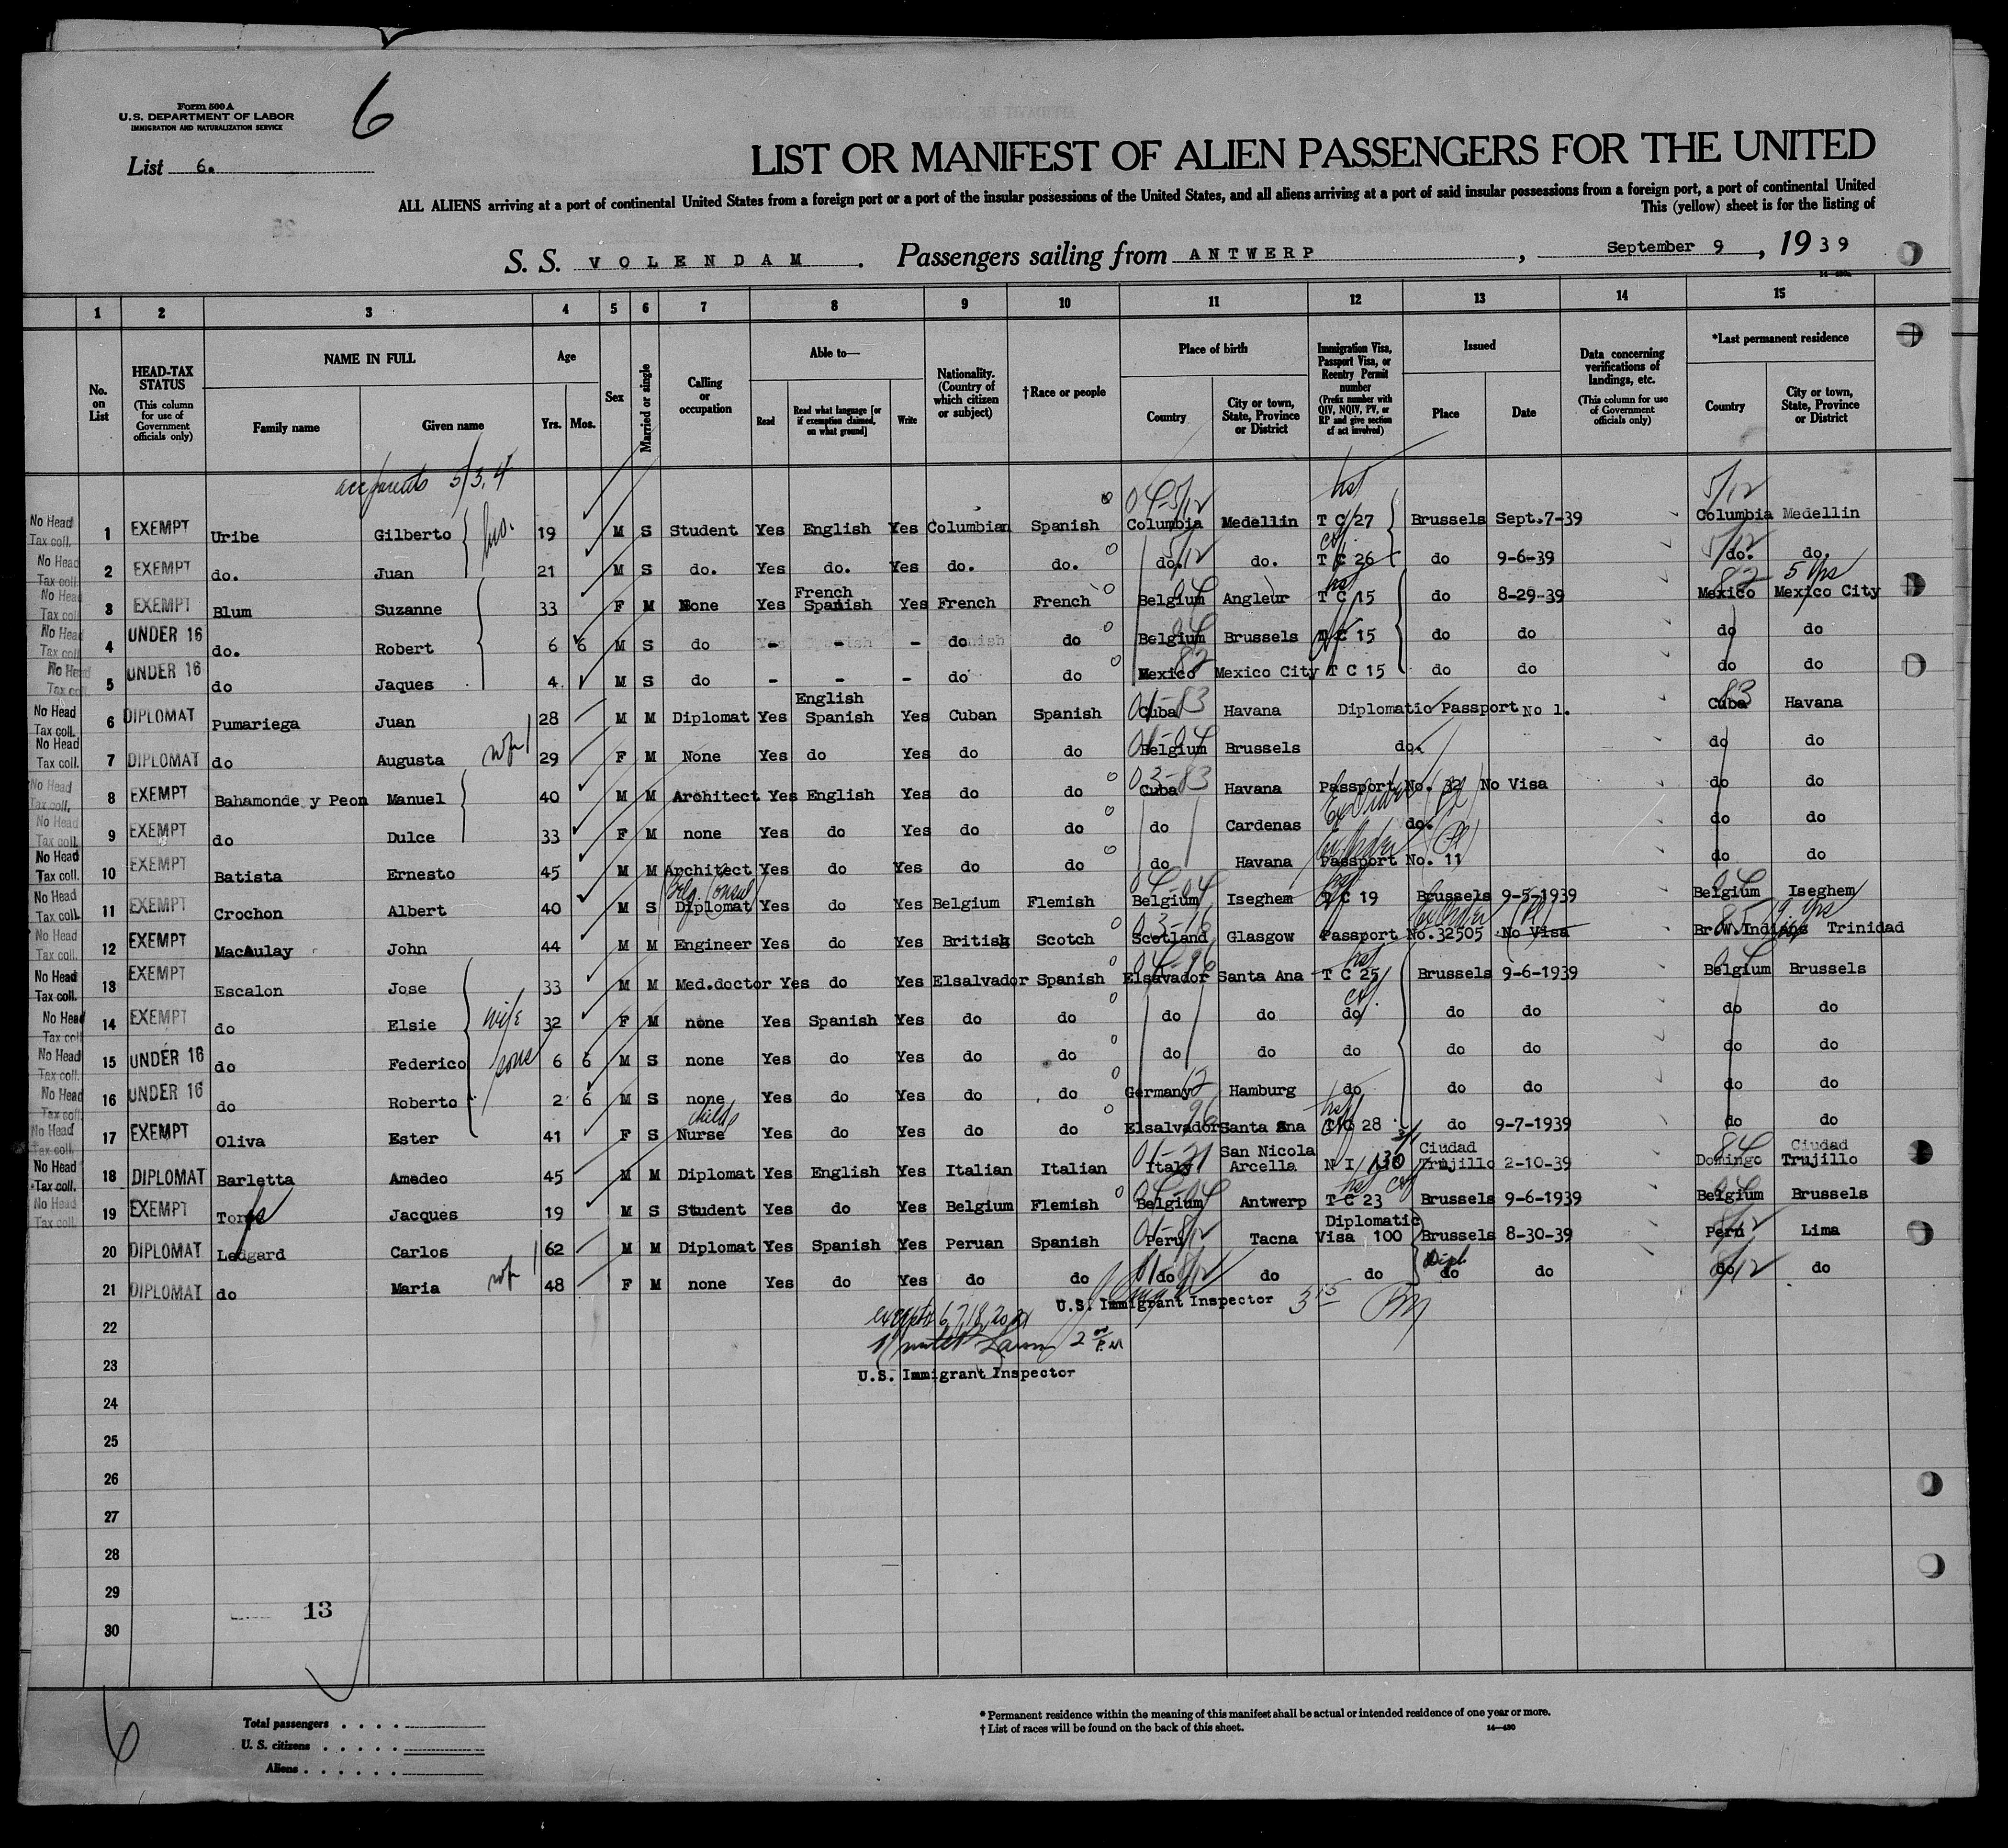 Form 500 A
U.S. DEPARTMENT OF LABOR
IMMIGRATION AND NATURALIZATION SERVICE
6
List 6.
LIST OR MANIFEST OF ALIEN PASSENGERS FOR THE UNITED
ALL ALIENS arriving at a port of continental United States from a foreign port or a port of the insular possessions of the United States, and all aliens arriving at a port of said insular possessions from a foreign port, a port of continental United
This (yellow) sheet is for the listing of
S. S. VOLENDAM. Passengers sailing from ANTWERP, September 9, 1939
1 2 3 4 5 6 7 8 9 10 11 12 13 14 15
No. on List
HEAD-TAX STATUS (This column for use of Government officials only)
NAME IN FULL Family name Given name
Age Yrs. Mos.
Sex
Married or single
Calling or occupation
Able to— Read Read what language [or if exemption claimed, on what ground] Write
Nationality. (Country of which citizen or subject)
†Race or people
Place of birth Country City or town, State, Province or District
Immigration Visa, Passport Visa, or Reentry Permit number (Prefix number with QIV, NQIV, PV, or RP and give section of act involved)
Issued Place Date
Data concerning verifications of landings, etc. (This column for use of Government officials only)
*Last permanent residence Country City or town, State, Province or District
5/3, 4
No Head Tax coll. 1 EXEMPT Uribe Gilberto bro. 19 M S Student Yes English Yes Columbian Spanish Columbia Medellin T C 27 Brussels Sept.7-39 Columbia Medellin
No Head Tax coll. 2 EXEMPT do. Juan 21 M S do. Yes do. Yes do. do. do. do. T C 26 do 9-6-39 do. do.
No Head Tax coll. 3 EXEMPT Blum Suzanne 33 F M None Yes French Spanish Yes French French Belgium Angleur T C 15 do 8-29-39 Mexico Mexico City
No Head Tax coll. 4 UNDER 16 do. Robert 6 6 M S do - - - do do Belgium Brussels T C 15 do do do do
No Head Tax coll. 5 UNDER 16 do Jaques 4 M S do - - - do do Mexico Mexico City T C 15 do do do do
No Head Tax coll. 6 DIPLOMAT Pumariega Juan 28 M M Diplomat Yes English Spanish Yes Cuban Spanish Cuba Havana Diplomatic Passport No 1. Cuba Havana
No Head Tax coll. 7 DIPLOMAT do Augusta wife 29 F M None Yes do Yes do do Belgium Brussels do. do do
No Head Tax coll. 8 EXEMPT Bahamonde y Peon Manuel 40 M M Architect Yes English Yes do do Cuba Havana Passport No. 32 No Visa do do
No Head Tax coll. 9 EXEMPT do Dulce 33 F M none Yes do Yes do do do Cardenas do. do do
No Head Tax coll. 10 EXEMPT Batista Ernesto 45 M M Architect Yes do Yes do do do Havana Passport No. 11 do do
No Head Tax coll. 11 EXEMPT Crochon Albert 40 M S Diplomat Yes do Yes Belgium Flemish Belgium Iseghem T C 19 Brussels 9-5-1939 Belgium Iseghem
No Head Tax coll. 12 EXEMPT MacAulay John 44 M M Engineer Yes do Yes British Scotch Scotland Glasgow Passport No.32505 No Visa Br.W.Indies Trinidad
No Head Tax coll. 13 EXEMPT Escalon Jose 33 M M Med.doctor Yes do Yes Elsalvador Spanish Elsavador Santa Ana T C 25 Brussels 9-6-1939 Belgium Brussels
No Head Tax coll. 14 EXEMPT do Elsie wife 32 F M none Yes Spanish Yes do do do do do do do do do
No Head Tax coll. 15 UNDER 16 do Federico sons 6 6 M S none Yes do Yes do do do do do do do do do
No Head Tax coll. 16 UNDER 16 do Roberto 2 6 M S none Yes do Yes do do Germany Hamburg do do do do do
No Head Tax coll. 17 EXEMPT Oliva Ester 41 F S childs Nurse Yes do Yes do do Elsalvador Santa Ana T C 28 do 9-7-1939 do do
No Head Tax coll. 18 DIPLOMAT Barletta Amedeo 45 M M Diplomat Yes English Yes Italian Italian Italy San Nicola Arcella N I 130 Ciudad Trujillo 2-10-39 Domingo Ciudad Trujillo
No Head Tax coll. 19 EXEMPT Jacques 19 M S Student Yes do Yes Belgium Flemish Belgium Antwerp T C 23 Brussels 9-6-1939 Belgium Brussels
20 DIPLOMAT Ledgard Carlos 62 M M Diplomat Yes Spanish Yes Peruan Spanish Peru Tacna Diplomatic Visa 100 Brussels 8-30-39 Peru Lima
21 DIPLOMAT do Maria wife 48 F M none Yes do Yes do do do do do Dipl. do do do do
U.S. Immigrant Inspector
22
23
U.S. Immigrant Inspector
24
25
26
27
28
29
13
30
6
Total passengers
U. S. citizens
Aliens
* Permanent residence within the meaning of this manifest shall be actual or intended residence of one year or more.
† List of races will be found on the back of this sheet.
14—430